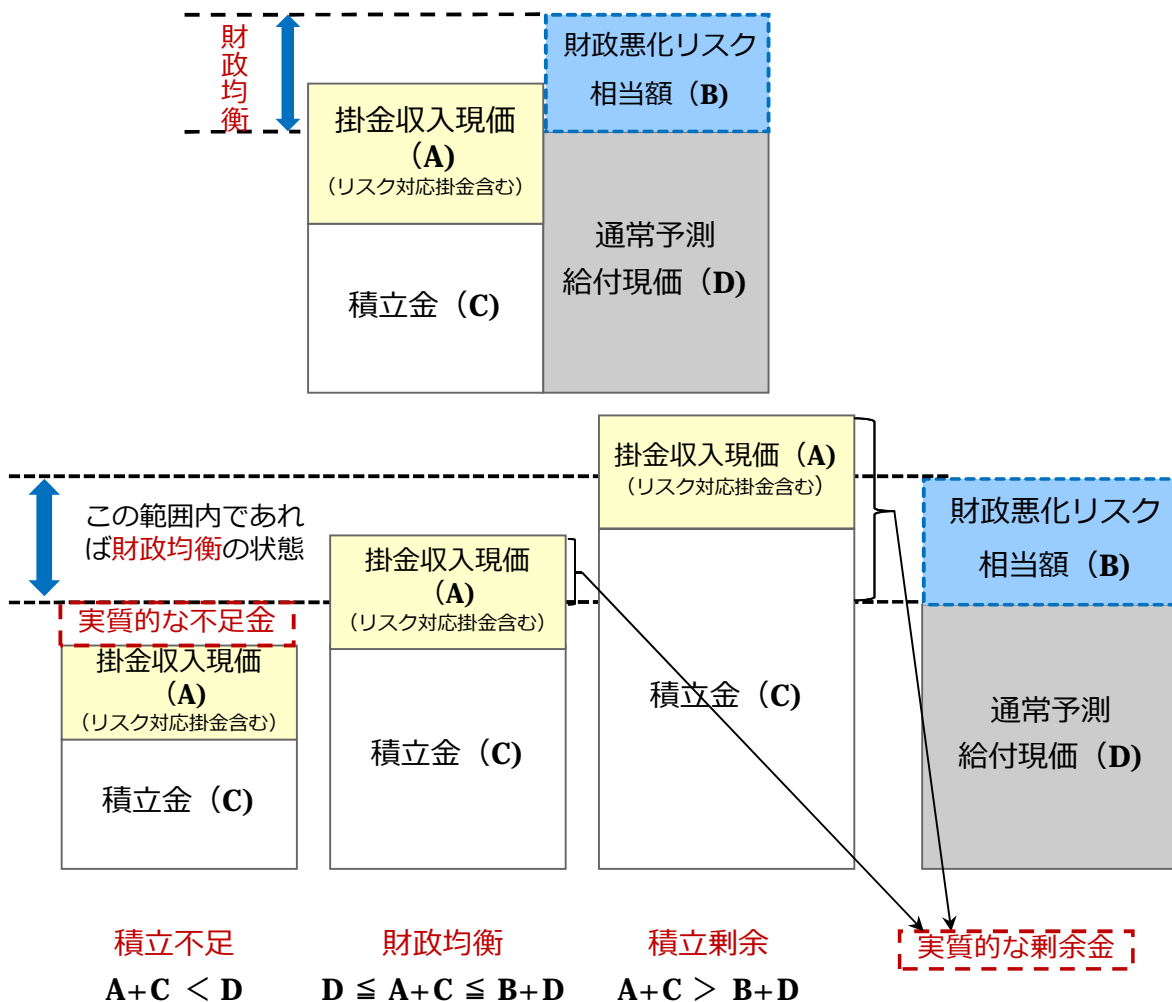 財政均衡
財政悪化リスク
相当額（B)
掛金収入現価
（A)
（リスク対応掛金含む）
通常予測
給付現価（D)
積立金（C)
掛金収入現価（A)
（リスク対応掛金含む）
この範囲内であれ
ば財政均衡の状態
財政悪化リスク
相当額（B)
掛金収入現価
（A)
（リスク対応掛金含む）
実質的な不足金
掛金収入現価
（A)
（リスク対応掛金含む）
積立金（C)
通常予測
給付現価（D)
積立金（C)
積立金（C)
積立不足
財政均衡
積立剰余
実質的な剰余金
A+C ＜D
D ≦ A+C ≦ B+D
A+C ＞ B+D